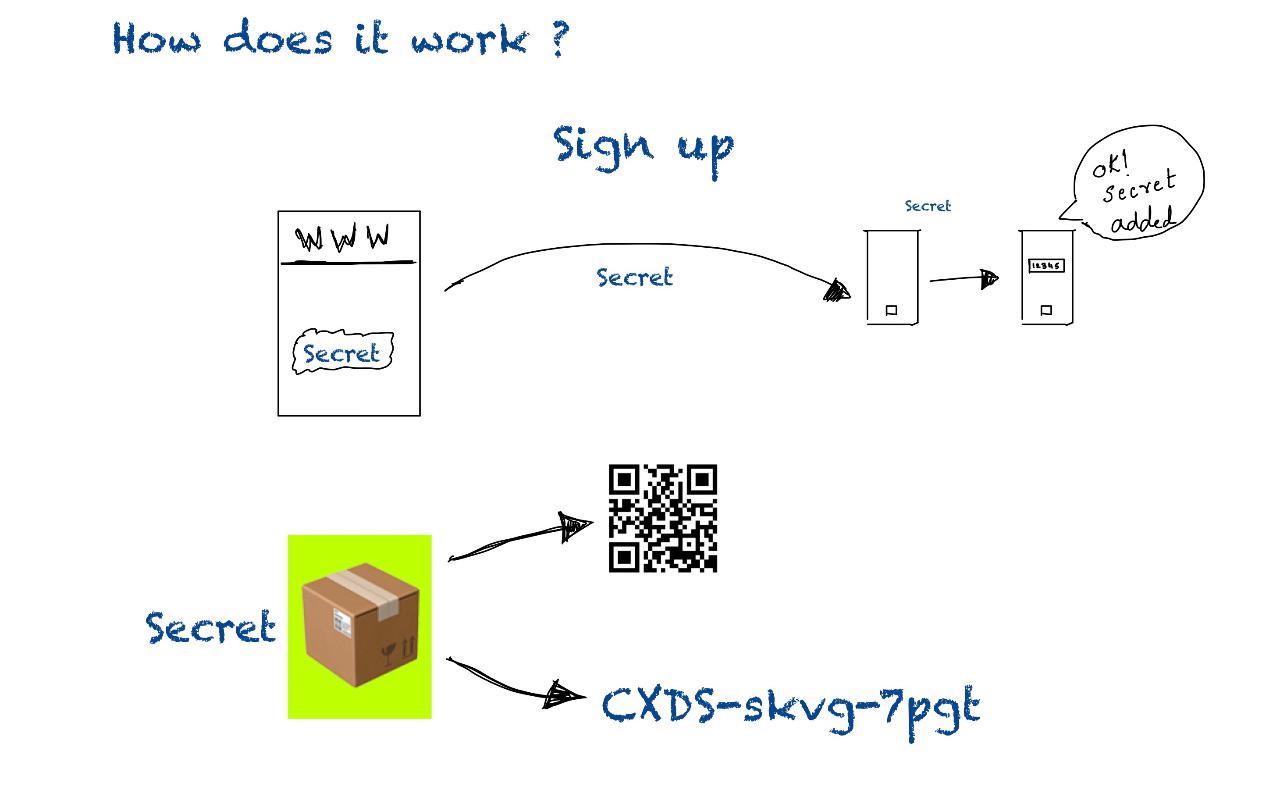 How does it work ?
Sign up
WWW
Secret
Secret
Secret
12345
OK!
Secret
added
Secret
CXDS-skvg-7pgt